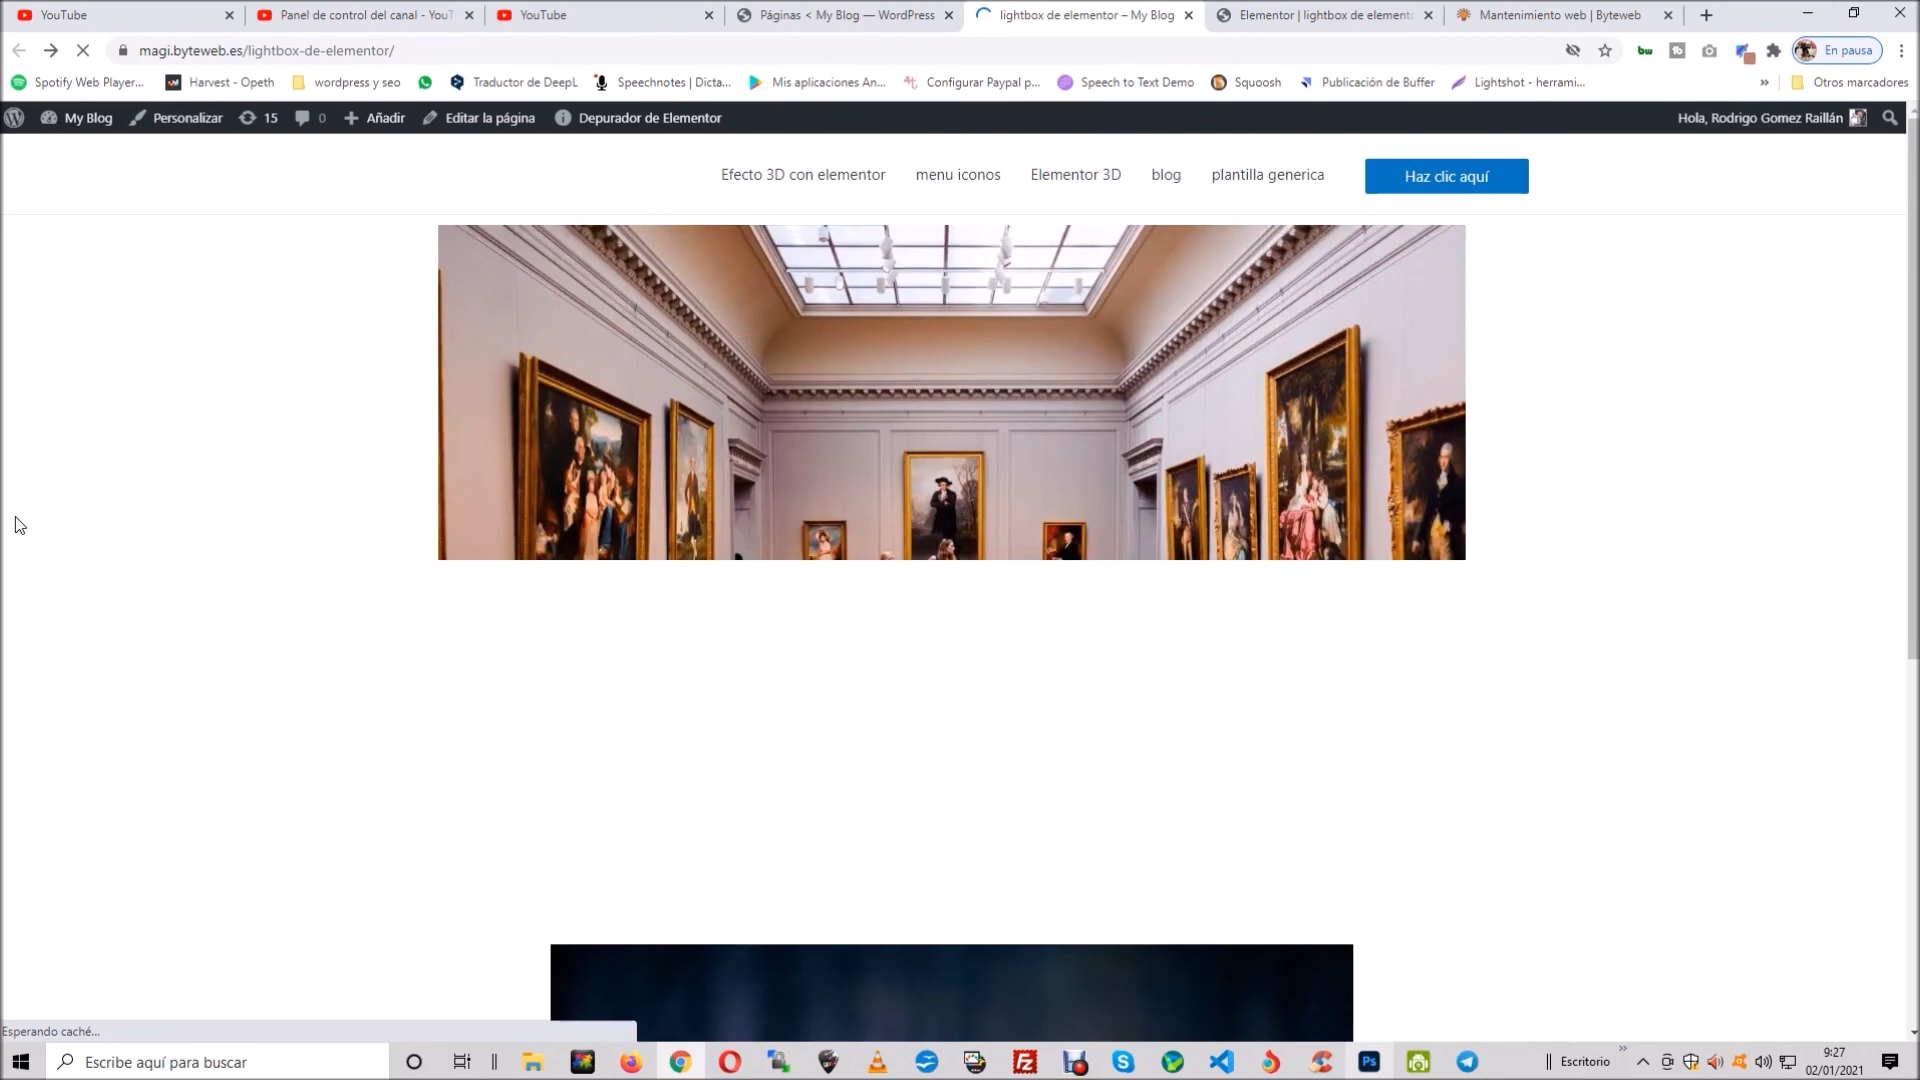 YouTube
Panel de control del canal - YouT
YouTube
Páginas < My Blog — WordPress
lightbox de elementor – My Blog
Elementor | lightbox de elemento
Mantenimiento web | Byteweb
magi.byteweb.es/lightbox-de-elementor/
En pausa
Spotify Web Player...
Harvest - Opeth
wordpress y seo
Traductor de DeepL
Speechnotes | Dicta...
Mis aplicaciones An...
Configurar Paypal p...
Speech to Text Demo
Squoosh
Publicación de Buffer
Lightshot - herrami...
»
Otros marcadores
My Blog
Personalizar
15
0
Añadir
Editar la página
Depurador de Elementor
Hola, Rodrigo Gomez Raillán
Efecto 3D con elementor
menu iconos
Elementor 3D
blog
plantilla generica
Haz clic aquí
Esperando caché...
Escribe aquí para buscar
Ps
Escritorio
»
9:27
02/01/2021